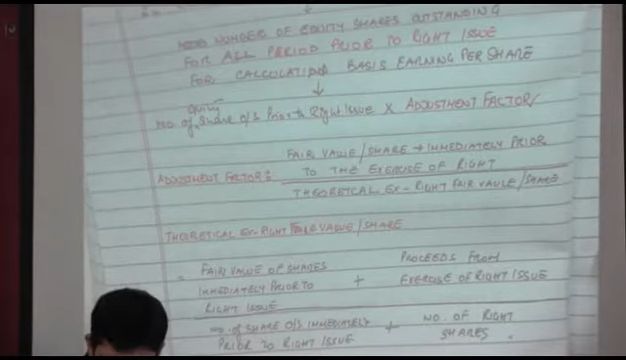 NUMBER OF EQUITY SHARES OUTSTANDING
FOR ALL PERIOD PRIOR TO RIGHT ISSUE
FOR CALCULATION BASIS EARNING PER SHARE
↓
No. of Equity Share o/s Prior to Right Issue × ADJUSTMENT FACTOR
FAIR VALUE/SHARE → IMMEDIATELY PRIOR
TO THE EXERCISE OF RIGHT
ADJUSTMENT FACTOR:
THEORETICAL EX-RIGHT FAIR VAULE/SHARE
THEORETICAL EX-RIGHT FAIR VALUE/SHARE
FAIR VALUE OF SHARES
IMMEDIATELY PRIOR TO
RIGHT ISSUE
+ PROCEEDS FROM
EXERCISE OF RIGHT ISSUE
NO. OF SHARE O/S IMMEDIATELY
PRIOR TO RIGHT ISSUE
+ NO. OF RIGHT
SHARES.